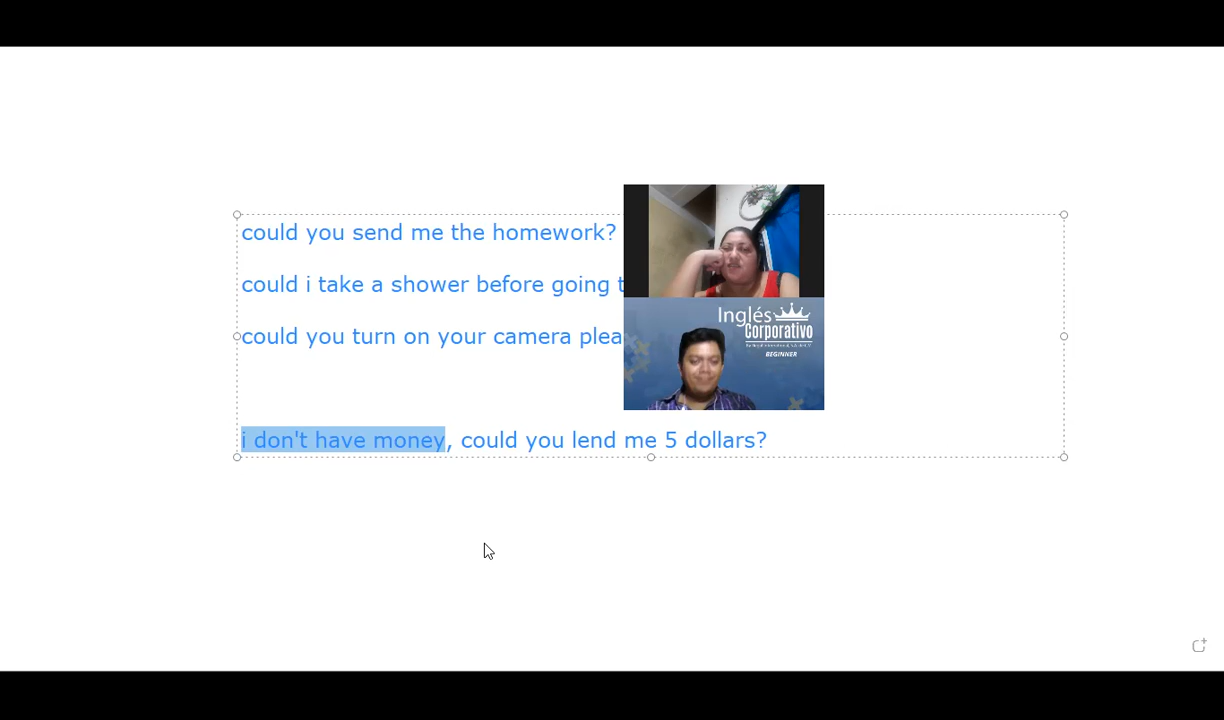 could you send me the homework?
could i take a shower before going
could you turn on your camera
i don't have money, could you lend me 5 dollars?
Inglés
Corporativo
BEGINNER